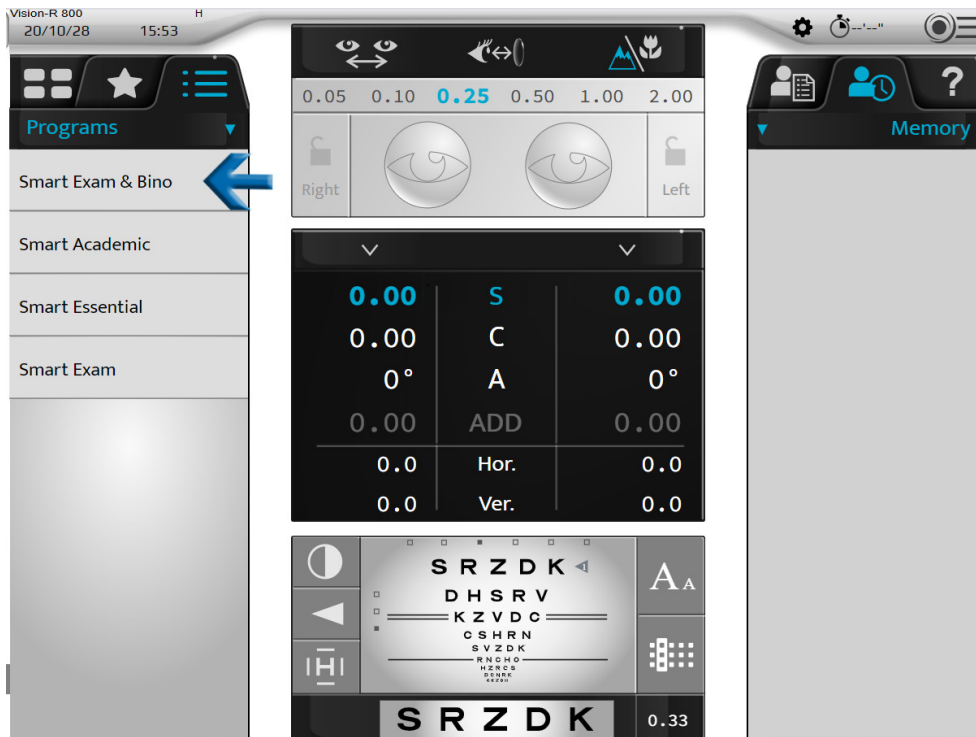 Vision-R 800 H
20/10/28 15:53 --'--"
Programs
Smart Exam & Bino
Smart Academic
Smart Essential
Smart Exam
0.05 0.10 0.25 0.50 1.00 2.00
Right Left
0.00 S 0.00
0.00 C 0.00
0° A 0°
0.00 ADD 0.00
0.0 Hor. 0.0
0.0 Ver. 0.0
S R Z D K 1
D H S R V
K Z V D C
C S H R N
S V Z D K
R N C H O
H Z R C S
D C N R K
A A
H
S R Z D K 0.33
?
Memory